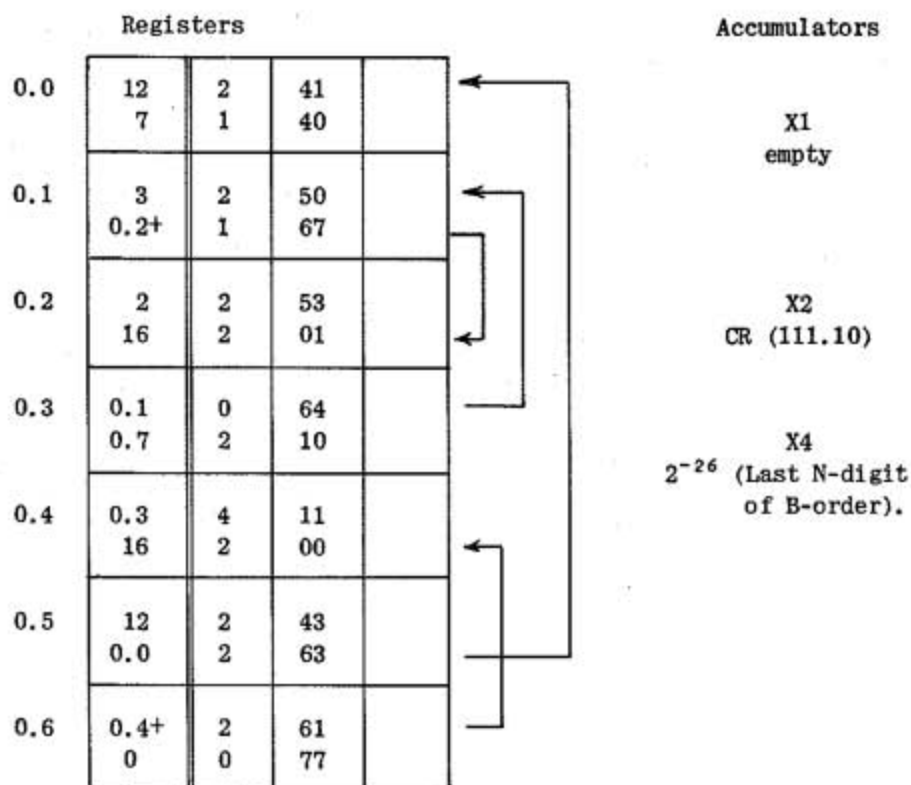 Registers Accumulators
0.0 12 2 41
7 1 40
X1
empty
0.1 3 2 50
0.2+ 1 67
0.2 2 2 53
16 2 01
X2
CR (111.10)
0.3 0.1 0 64
0.7 2 10
X4
2⁻²⁶ (Last N-digit
of B-order).
0.4 0.3 4 11
16 2 00
0.5 12 2 43
0.0 2 63
0.6 0.4+ 2 61
0 0 77